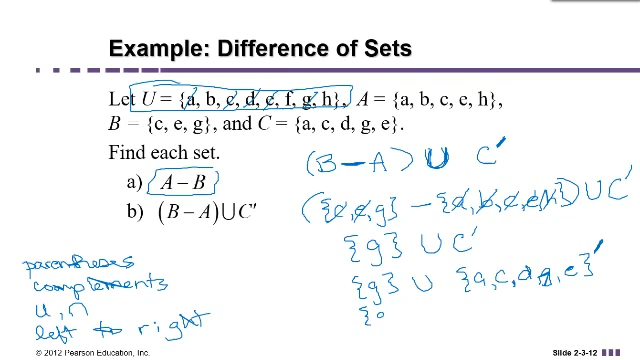 Example: Difference of Sets
Let U = {a, b, c, d, e, f, g, h}, A = {a, b, c, e, h},
B = {c, e, g}, and C = {a, c, d, g, e}.
Find each set.
a) A − B
b) (B − A)∪C′
(B − A) ∪ C′
({c, e, g} − {a, b, c, e, h}) ∪ C′
{g} ∪ C′
{g} ∪ {a, c, d, g, e}′
{
parentheses
complements
∪, ∩
left to right
© 2012 Pearson Education, Inc.
Slide 2-3-12